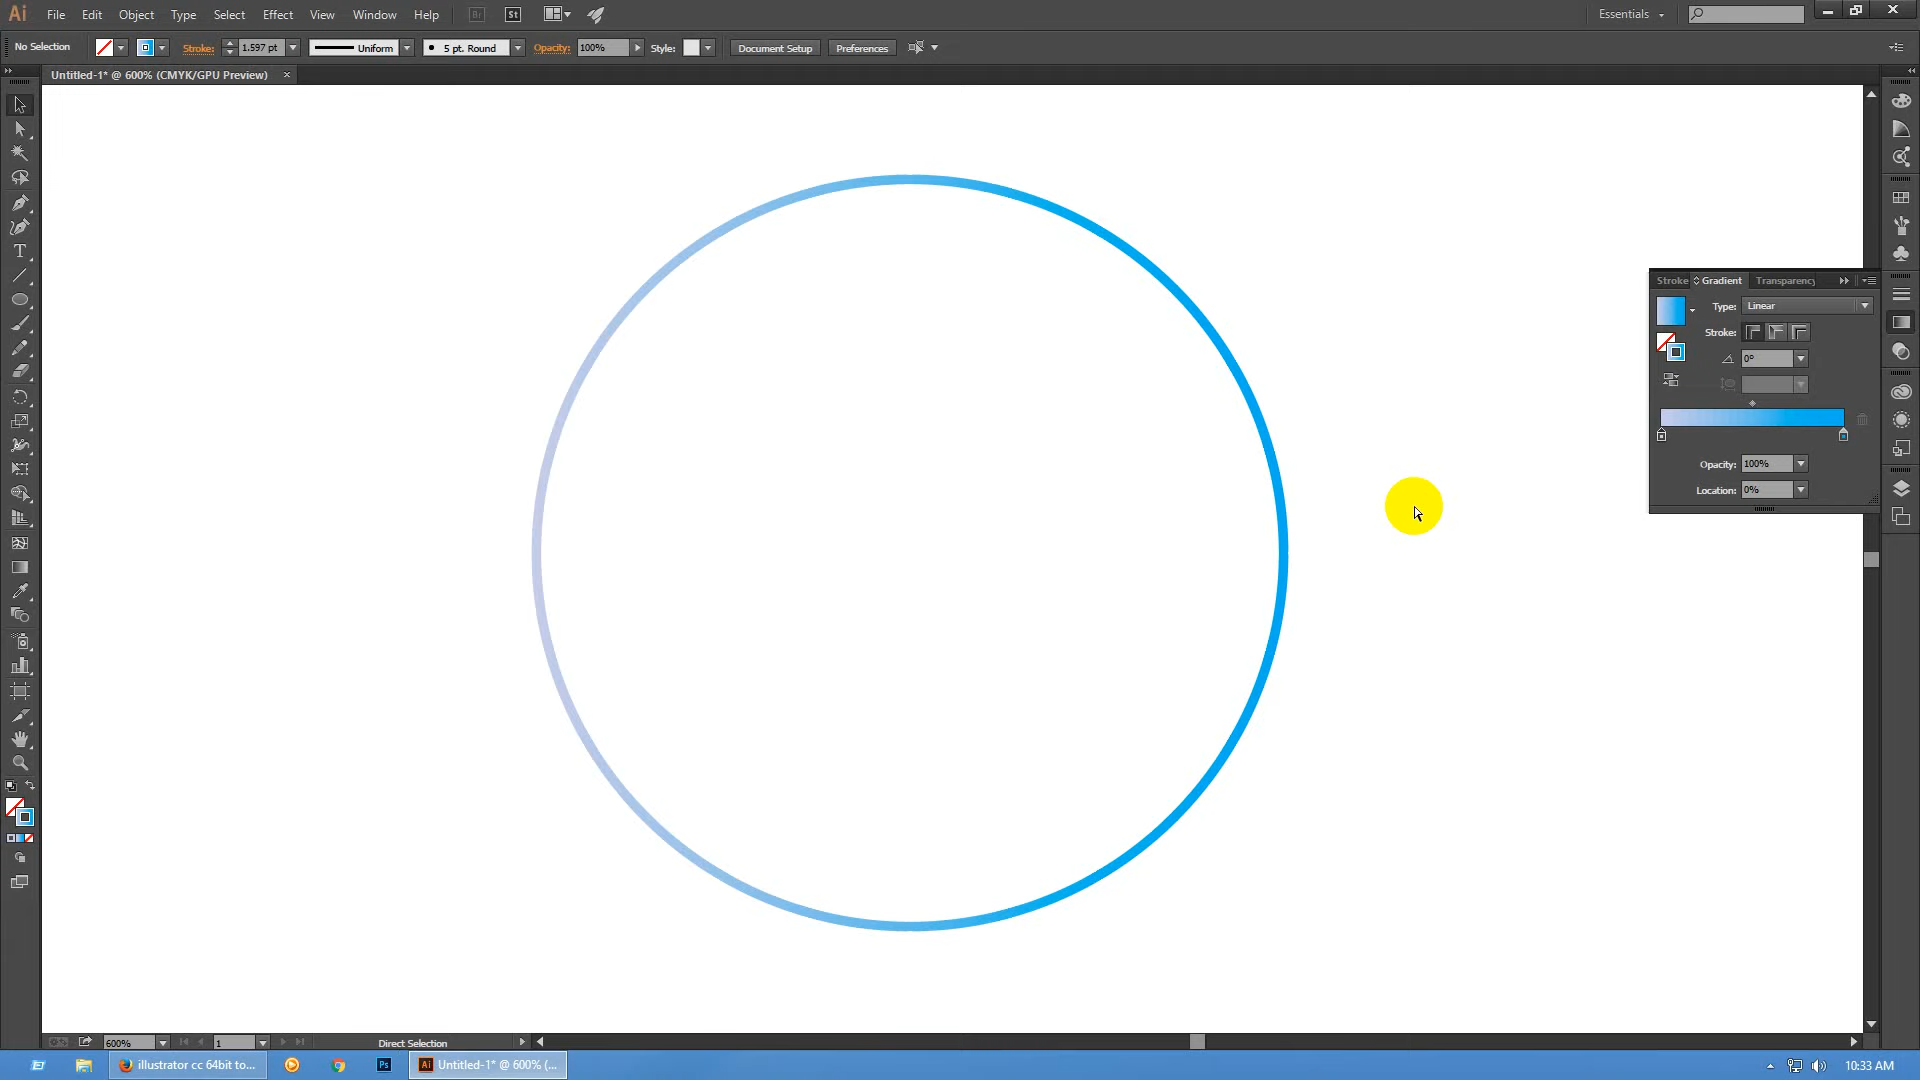 Ai File Edit Object Type Select Effect View Window Help Br St Essentials
No Selection Stroke: 1.597 pt Uniform 5 pt. Round Opacity: 100% Style: Document Setup Preferences
Untitled-1* @ 600% (CMYK/GPU Preview)
Stroke Gradient Transparency
Type: Linear
Stroke:
0°
Opacity: 100%
Location: 0%
600% 1 Direct Selection
illustrator cc 64bit to... Ps Ai Untitled-1* @ 600% (... 10:33 AM